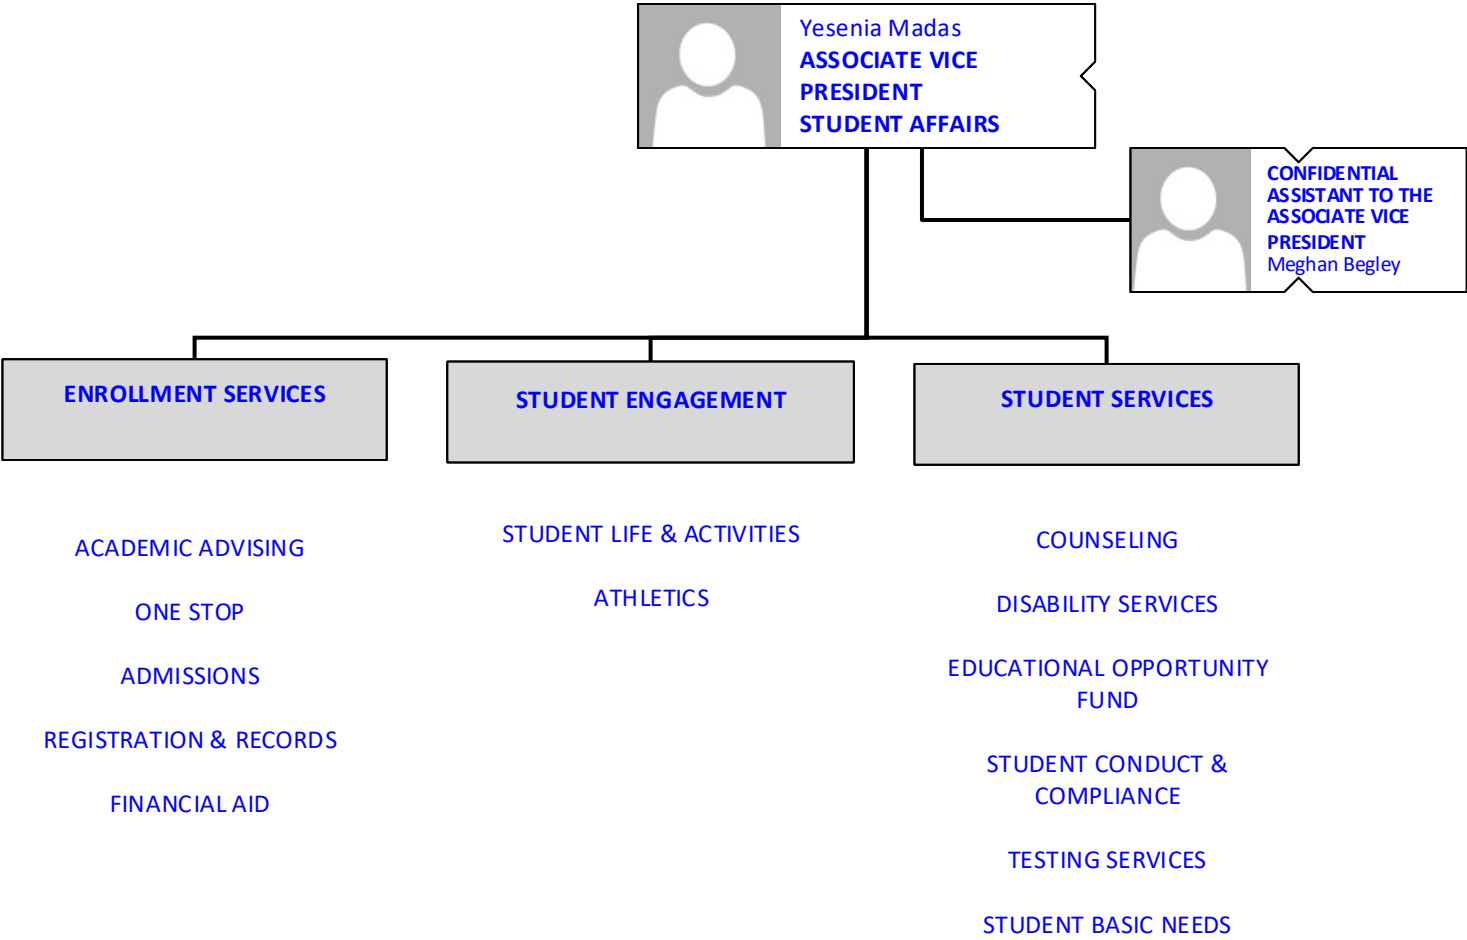 Yesenia Madas
ASSOCIATE VICE
PRESIDENT
STUDENT AFFAIRS
CONFIDENTIAL
ASSISTANT TO THE
ASSOCIATE VICE
PRESIDENT
Meghan Begley
ENROLLMENT SERVICES
ACADEMIC ADVISING
ONE STOP
ADMISSIONS
REGISTRATION & RECORDS
FINANCIAL AID
STUDENT ENGAGEMENT
STUDENT LIFE & ACTIVITIES
ATHLETICS
STUDENT SERVICES
COUNSELING
DISABILITY SERVICES
EDUCATIONAL OPPORTUNITY
FUND
STUDENT CONDUCT &
COMPLIANCE
TESTING SERVICES
STUDENT BASIC NEEDS